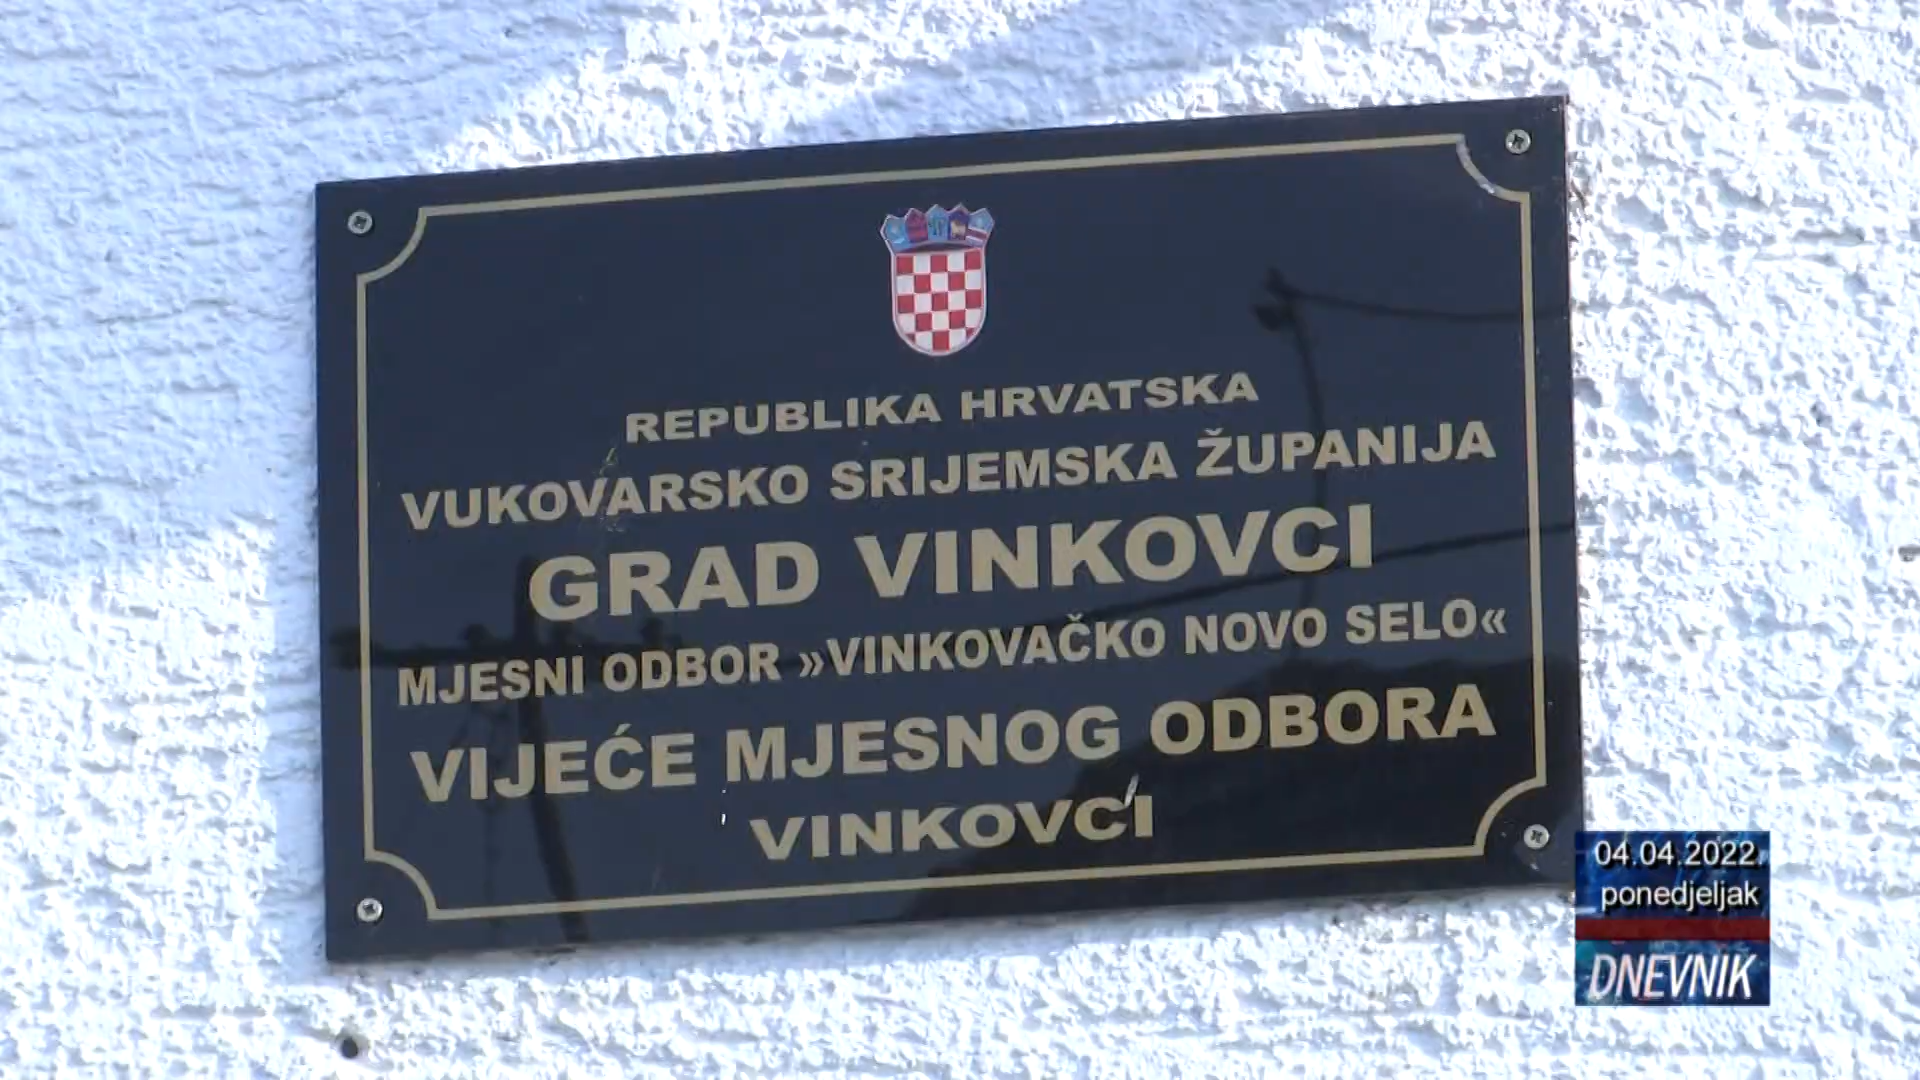 REPUBLIKA HRVATSKA
VUKOVARSKO SRIJEMSKA ŽUPANIJA
GRAD VINKOVCI
MJESNI ODBOR »VINKOVAČKO NOVO SELO«
VIJEĆE MJESNOG ODBORA
VINKOVCI
04.04.2022.
ponedjeljak
DNEVNIK